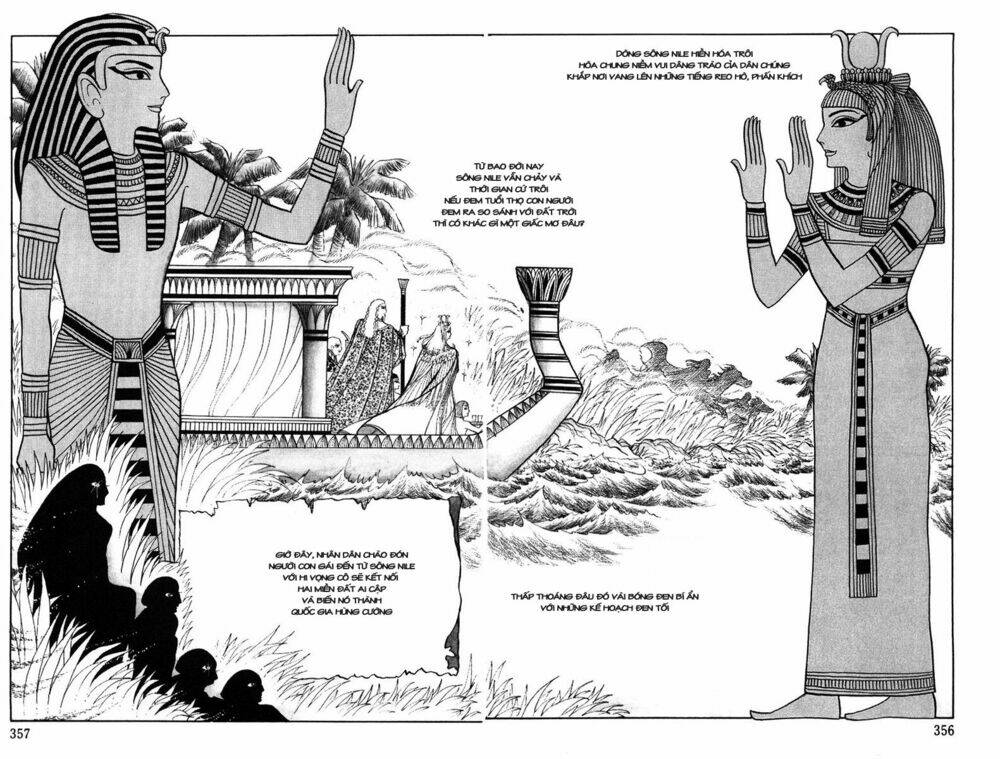 DÒNG SÔNG NILE HIỀN HÒA TRÔI
HÒA CHUNG NIỀM VUI DÂNG TRÀO CỈA DÂN CHÚNG
KHẮP NƠI VANG LÊN NHỮNG TIẾNG REO HÒ, PHẤN KHÍCH
TỪ BAO ĐỜI NAY
SÔNG NILE VẪN CHẢY VÀ
THỜI GIAN CỨ TRÔI
NẾU ĐEM TUỔI THỌ CON NGƯỜI
ĐEM RA SO SÁNH VỚI ĐẤT TRỜI
THÌ CÓ KHÁC GÌ MỘT GIẤC MƠ ĐÂU?
THẤP THOÁNG ĐÂU ĐÓ VÀI BÓNG ĐEN BÍ ẨN
VỚI NHỮNG KẾ HOẠCH ĐEN TỐI
GIỜ ĐÂY, NHÂN DÂN CHÀO ĐÓN
NGƯỜI CON GÁI ĐẾN TỪ SÔNG NILE
VỚI HI VỌNG CÔ SẼ KẾT NỐI
HAI MIỀN ĐẤT AI CẬP
VÀ BIẾN NÓ THÀNH
QUỐC GIA HÙNG CƯỜNG
357
356